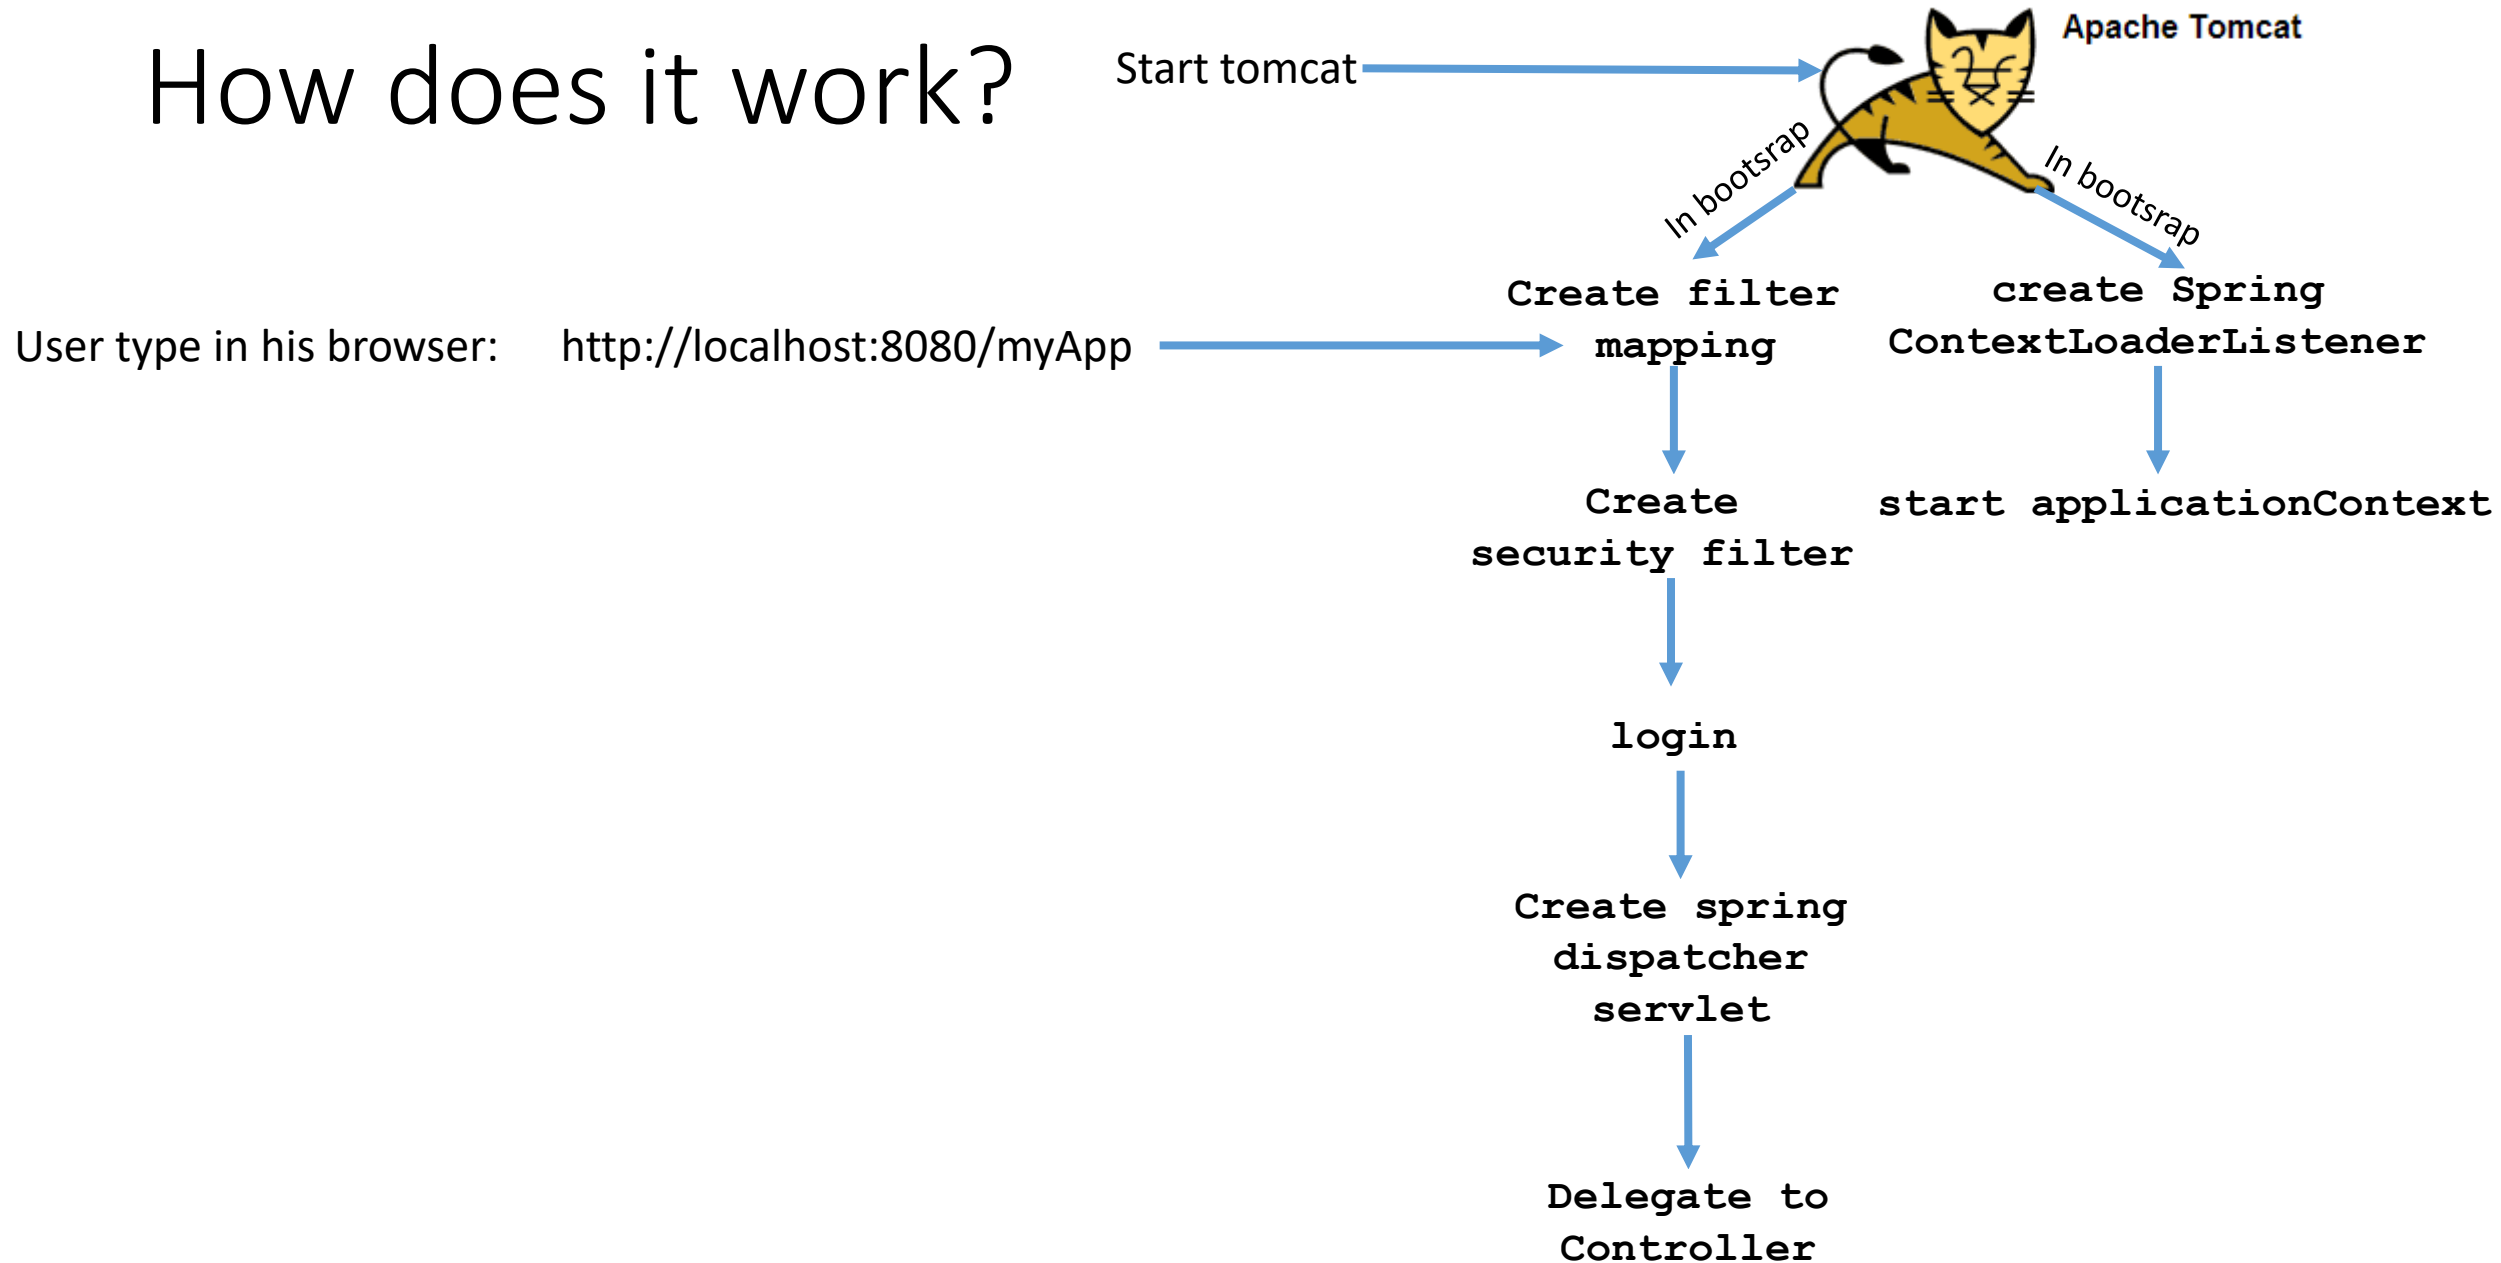 How does it work?
Start tomcat
Apache Tomcat
In bootsrap
In bootsrap
Create filter
mapping
create Spring
ContextLoaderListener
User type in his browser: http://localhost:8080/myApp
Create
security filter
start applicationContext
login
Create spring
dispatcher
servlet
Delegate to
Controller